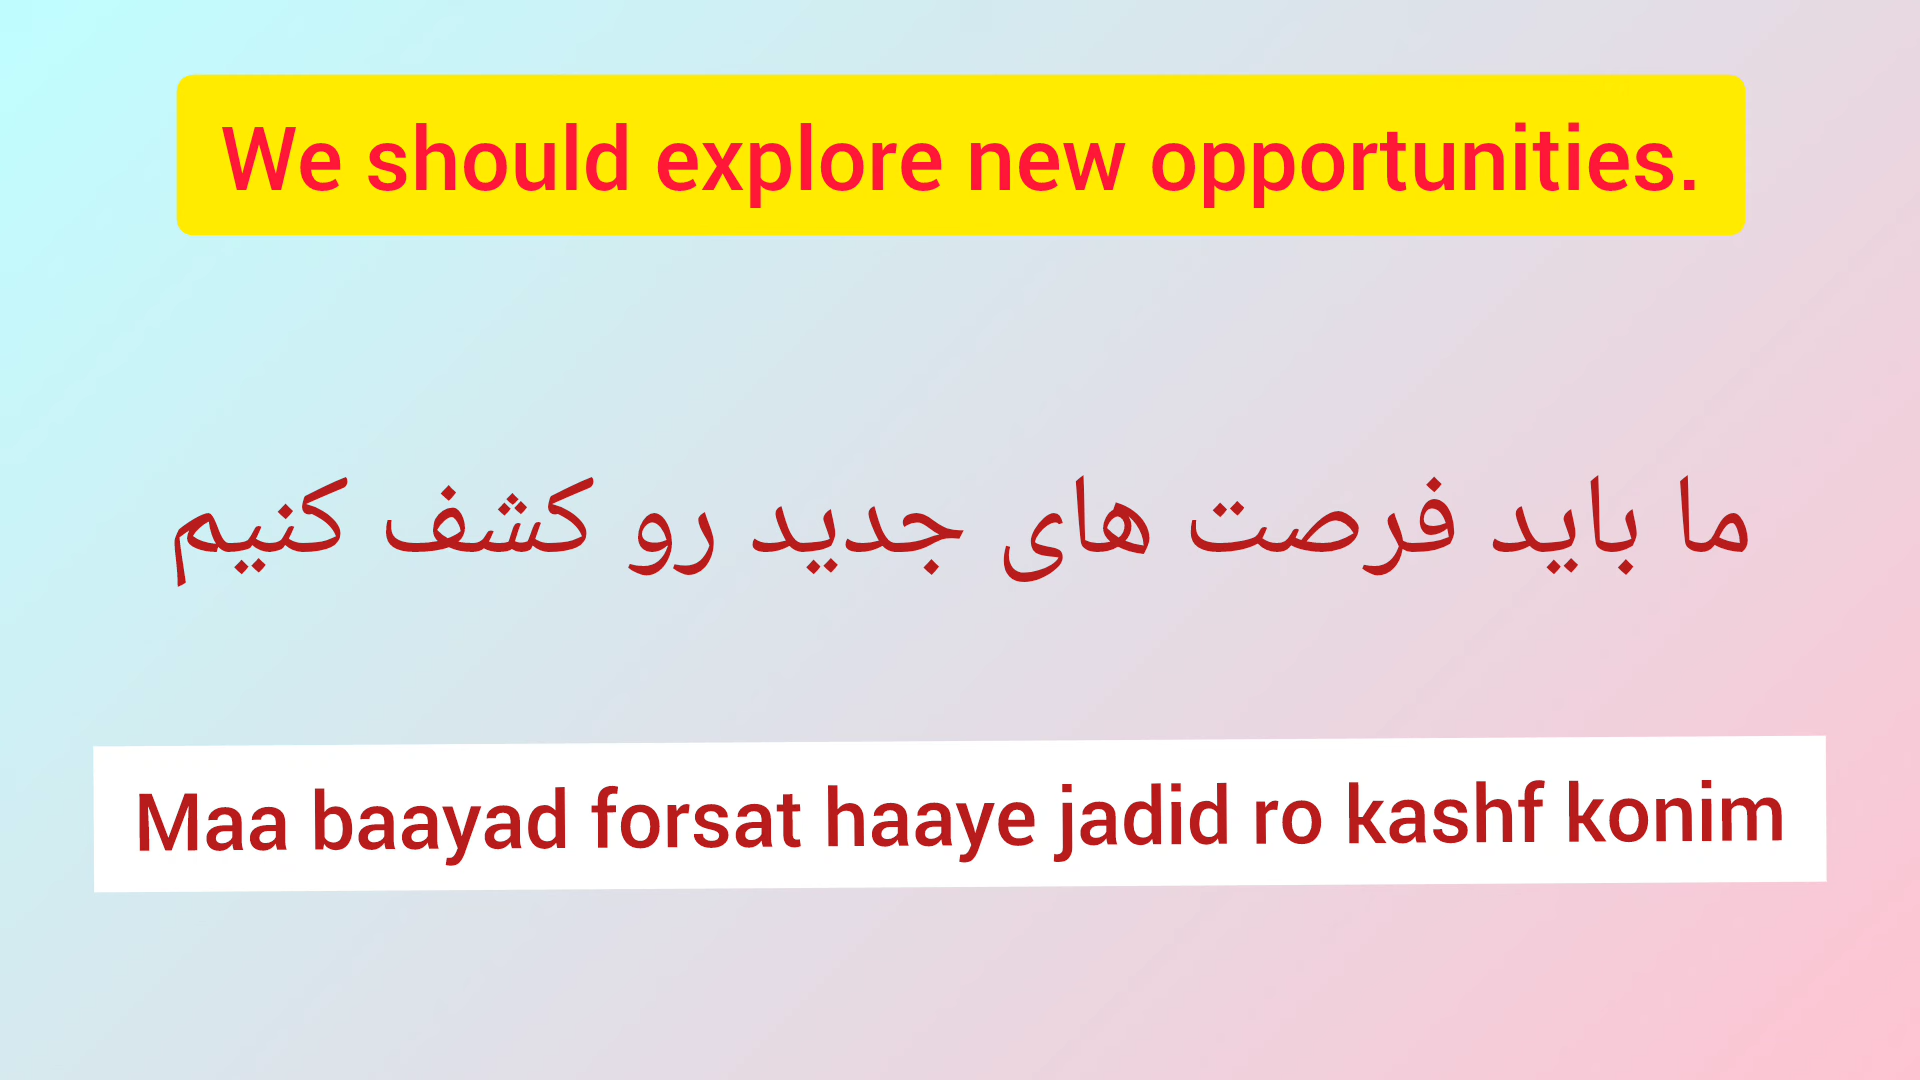 We should explore new opportunities.
ما باید فرصت های جدید رو کشف کنیم
Maa baayad forsat haaye jadid ro kashf konim